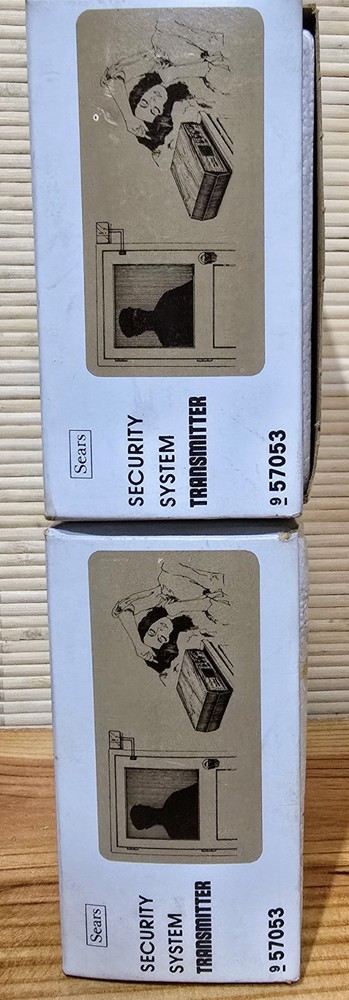 Sears
SECURITY
SYSTEM
TRANSMITTER
9 57053
Sears
SECURITY
SYSTEM
TRANSMITTER
9 57053